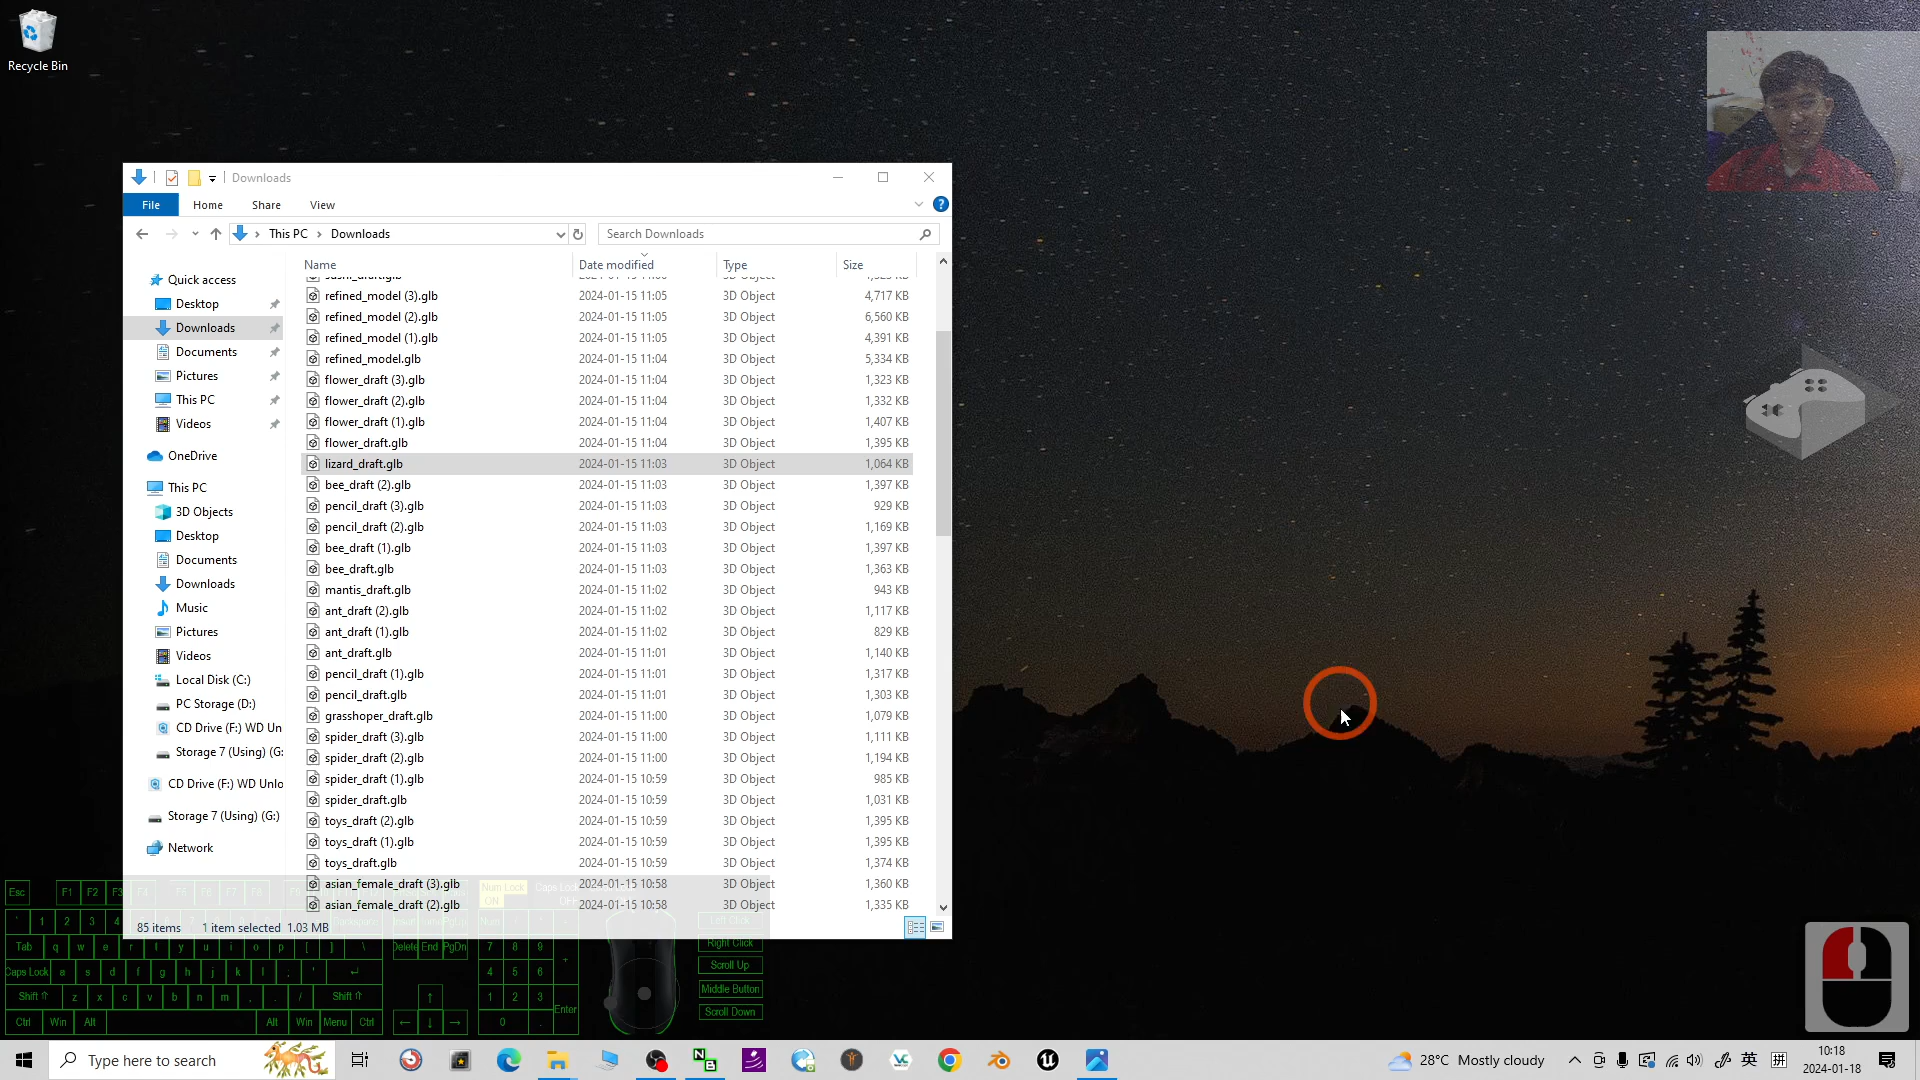 Recycle Bin
Downloads
File Home Share View
This PC Downloads
Search Downloads
Name Date modified Type Size
refined_model (3).glb 2024-01-15 11:05 3D Object 4,717 KB
refined_model (2).glb 2024-01-15 11:05 3D Object 6,560 KB
refined_model (1).glb 2024-01-15 11:05 3D Object 4,391 KB
refined_model.glb 2024-01-15 11:04 3D Object 5,334 KB
flower_draft (3).glb 2024-01-15 11:04 3D Object 1,323 KB
flower_draft (2).glb 2024-01-15 11:04 3D Object 1,332 KB
flower_draft (1).glb 2024-01-15 11:04 3D Object 1,407 KB
flower_draft.glb 2024-01-15 11:04 3D Object 1,395 KB
lizard_draft.glb 2024-01-15 11:03 3D Object 1,064 KB
bee_draft (2).glb 2024-01-15 11:03 3D Object 1,397 KB
pencil_draft (3).glb 2024-01-15 11:03 3D Object 929 KB
pencil_draft (2).glb 2024-01-15 11:03 3D Object 1,169 KB
bee_draft (1).glb 2024-01-15 11:03 3D Object 1,397 KB
bee_draft.glb 2024-01-15 11:03 3D Object 1,363 KB
mantis_draft.glb 2024-01-15 11:02 3D Object 943 KB
ant_draft (2).glb 2024-01-15 11:02 3D Object 1,117 KB
ant_draft (1).glb 2024-01-15 11:02 3D Object 829 KB
ant_draft.glb 2024-01-15 11:01 3D Object 1,140 KB
pencil_draft (1).glb 2024-01-15 11:01 3D Object 1,317 KB
pencil_draft.glb 2024-01-15 11:01 3D Object 1,303 KB
grasshoper_draft.glb 2024-01-15 11:00 3D Object 1,079 KB
spider_draft (3).glb 2024-01-15 11:00 3D Object 1,111 KB
spider_draft (2).glb 2024-01-15 11:00 3D Object 1,194 KB
spider_draft (1).glb 2024-01-15 10:59 3D Object 985 KB
spider_draft.glb 2024-01-15 10:59 3D Object 1,031 KB
toys_draft (2).glb 2024-01-15 10:59 3D Object 1,395 KB
toys_draft (1).glb 2024-01-15 10:59 3D Object 1,395 KB
toys_draft.glb 2024-01-15 10:59 3D Object 1,374 KB
asian_female_draft (3).glb 2024-01-15 10:58 3D Object 1,360 KB
asian_female_draft (2).glb 2024-01-15 10:58 3D Object 1,335 KB
Quick access
Desktop
Downloads
Documents
Pictures
This PC
Videos
OneDrive
This PC
3D Objects
Desktop
Documents
Downloads
Music
Pictures
Videos
Local Disk (C:)
PC Storage (D:)
CD Drive (F:) WD Un
Storage 7 (Using) (G:
CD Drive (F:) WD Unlo
Storage 7 (Using) (G:)
Network
85 items 1 item selected 1.03 MB
Esc F1 F2 F3
Num Lock
ON
` 1 2 3 4
Tab q w e r t y u i o p [ ] \ Delete End PgDn 7 8 9
Caps Lock a s d f g h j k l ; ' 4 5 6
Shift z x c v b n m , . / Shift ↑ 1 2 3 Enter
Ctrl Win Alt Alt Win Menu Ctrl ← ↓ → 0 .
Left Click
Right Click
Scroll Up
Middle Button
Scroll Down
Type here to search
28°C Mostly cloudy
英 拼
10:18
2024-01-18